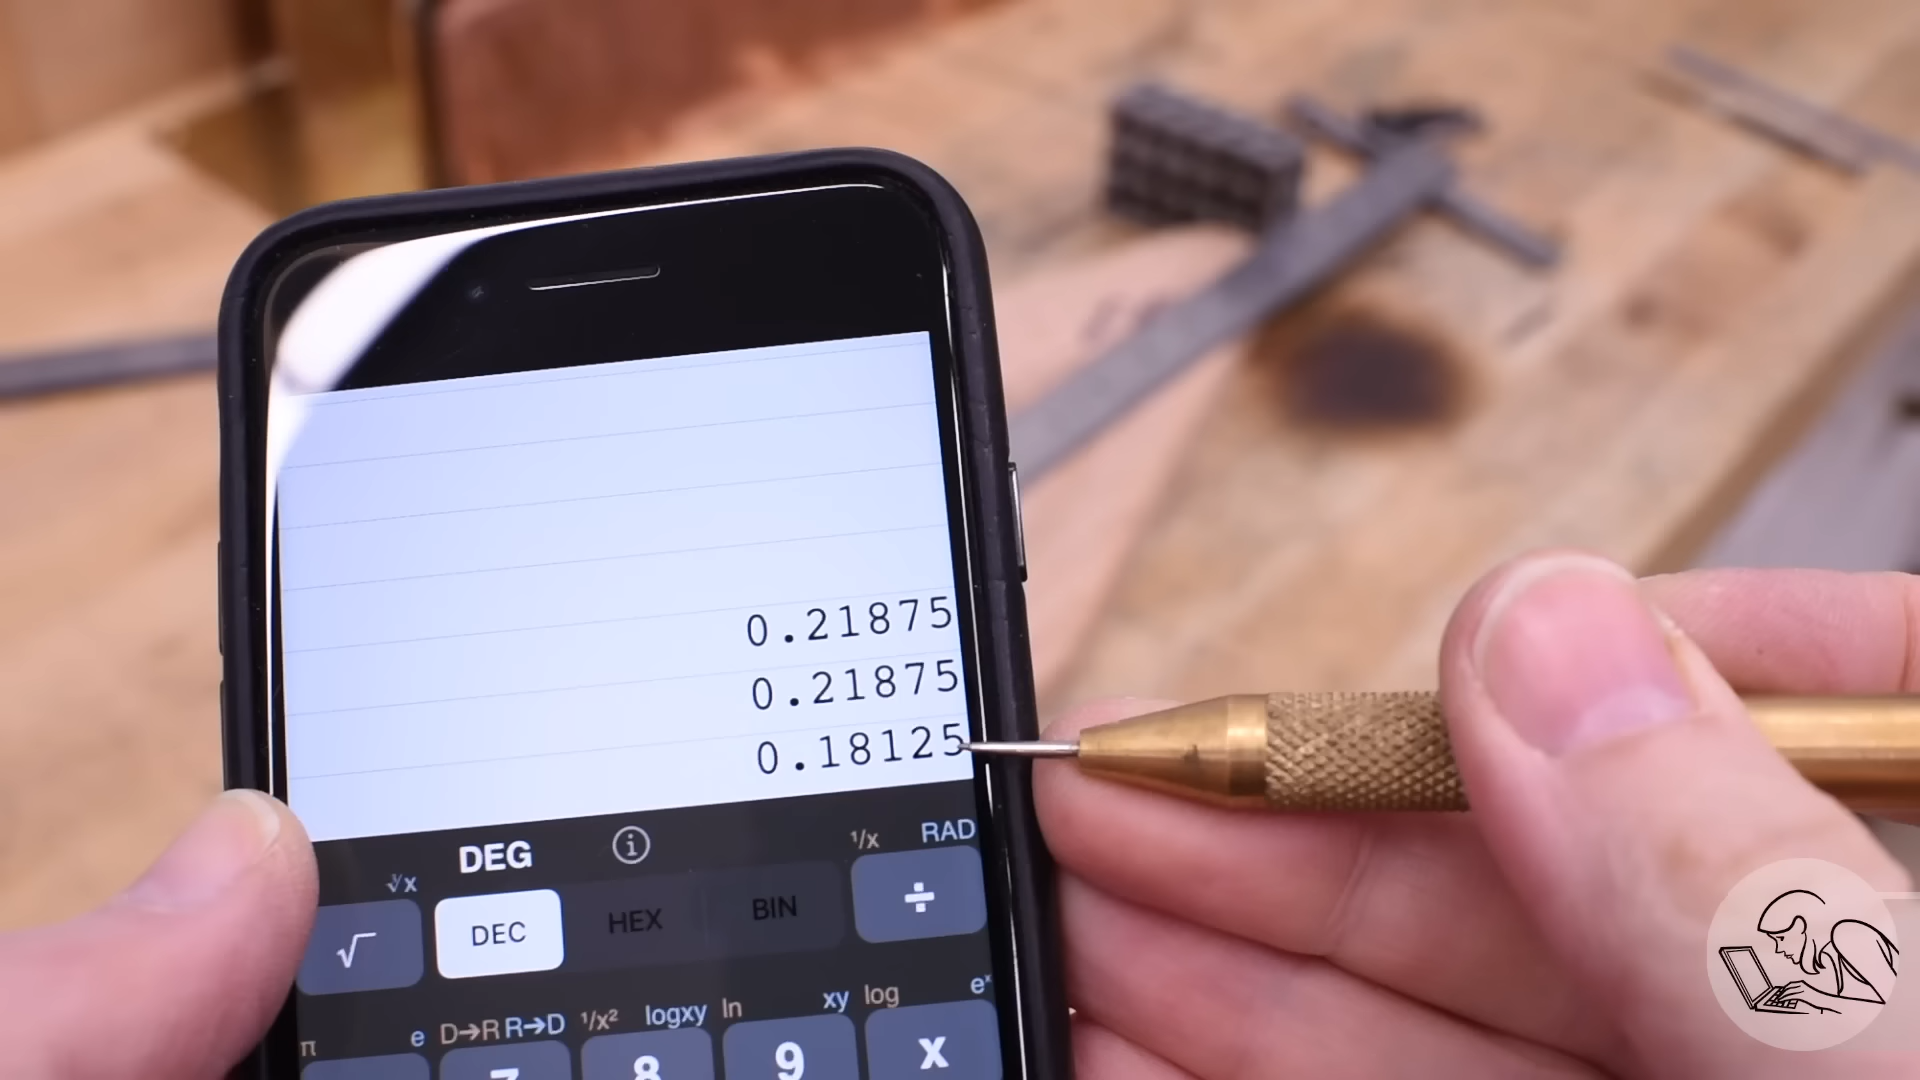 0.21875
0.21875
0.18125
DEG
1/x RAD
∛x
√ DEC HEX BIN ÷
π e D→R R→D 1/x² logxy ln xy log eˣ
7 8 9 x